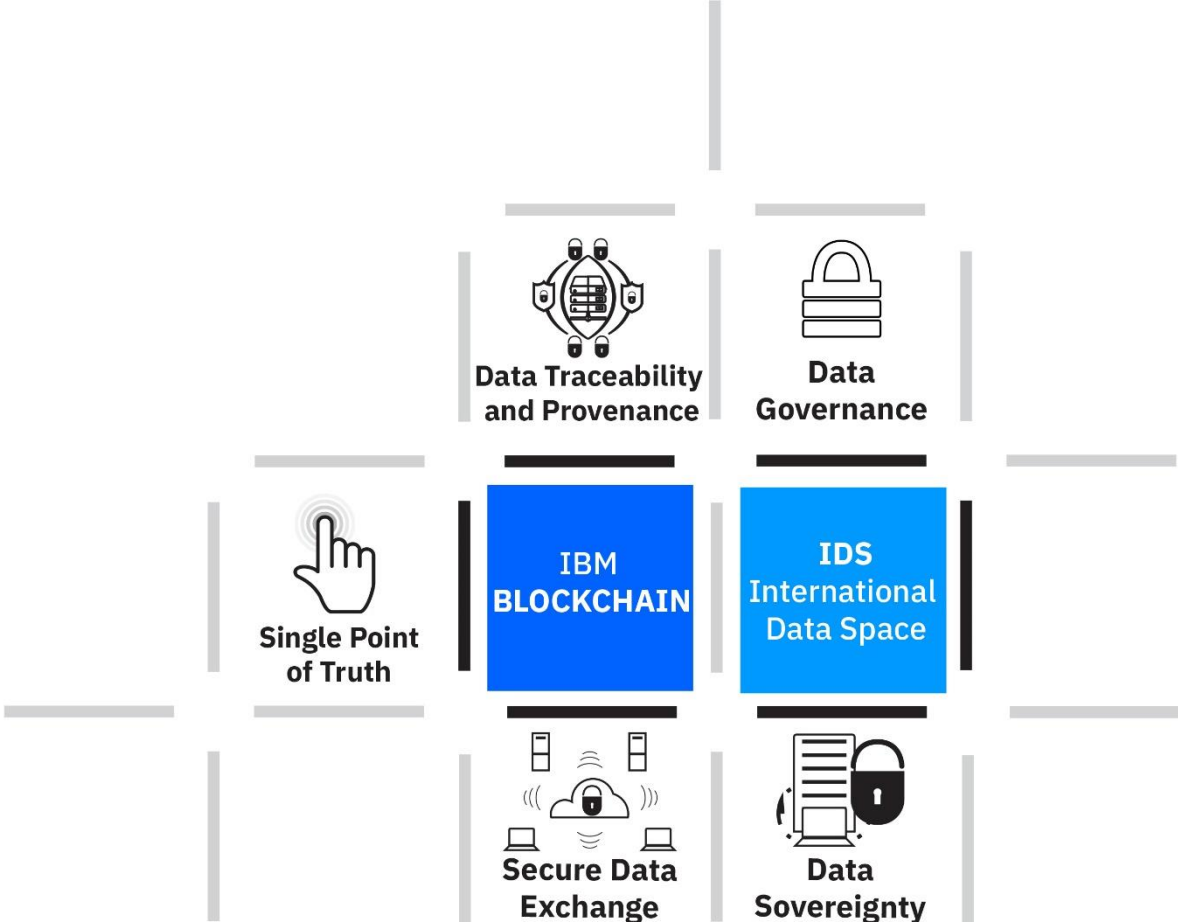 Data Traceability
and Provenance
Data
Governance
Single Point
of Truth
IBM
BLOCKCHAIN
IDS
International
Data Space
Secure Data
Exchange
Data
Sovereignty